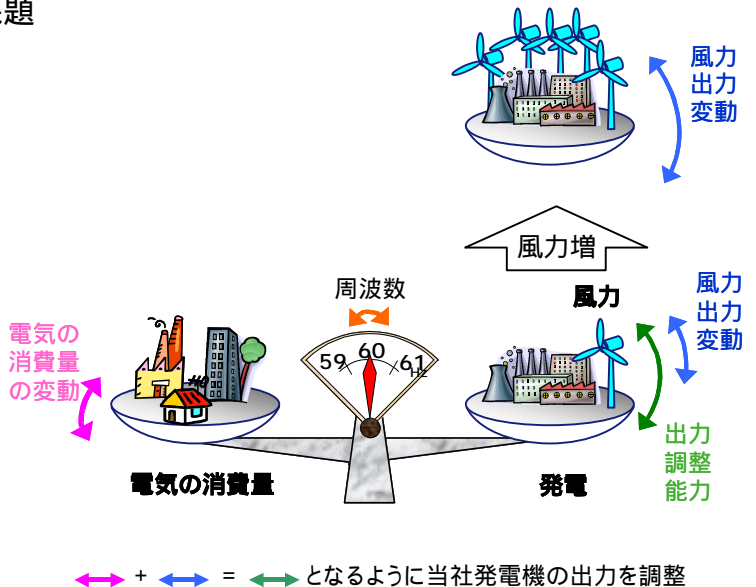 題
風力
出力
変動
風力増
周波数
風力
風力
出力
変動
電気の
消費量
の変動
59 60 61
Hz
出力
調整
能力
電気の消費量
発電
+ = となるように当社発電機の出力を調整